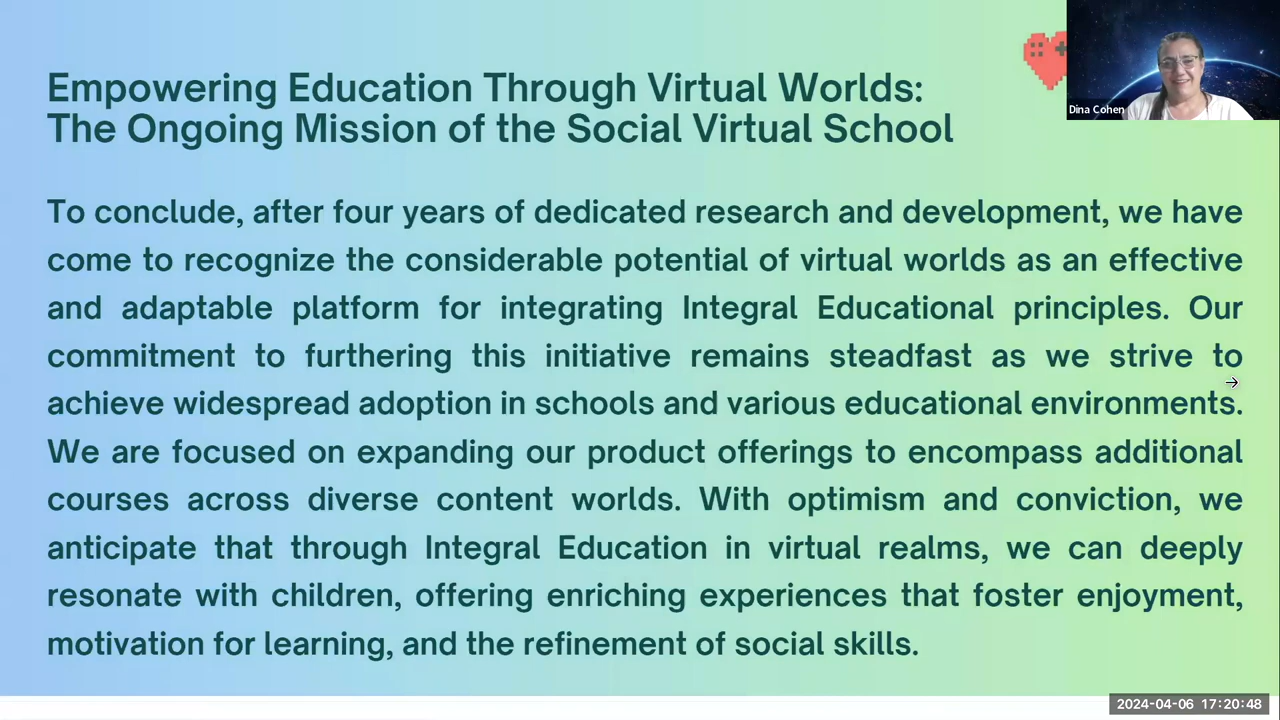 Empowering Education Through Virtual Worlds:
The Ongoing Mission of the Social Virtual School
Dina Cohen
To conclude, after four years of dedicated research and development, we have
come to recognize the considerable potential of virtual worlds as an effective
and adaptable platform for integrating Integral Educational principles. Our
commitment to furthering this initiative remains steadfast as we strive to
achieve widespread adoption in schools and various educational environments.
We are focused on expanding our product offerings to encompass additional
courses across diverse content worlds. With optimism and conviction, we
anticipate that through Integral Education in virtual realms, we can deeply
resonate with children, offering enriching experiences that foster enjoyment,
motivation for learning, and the refinement of social skills.
2024-04-06 17:20:48